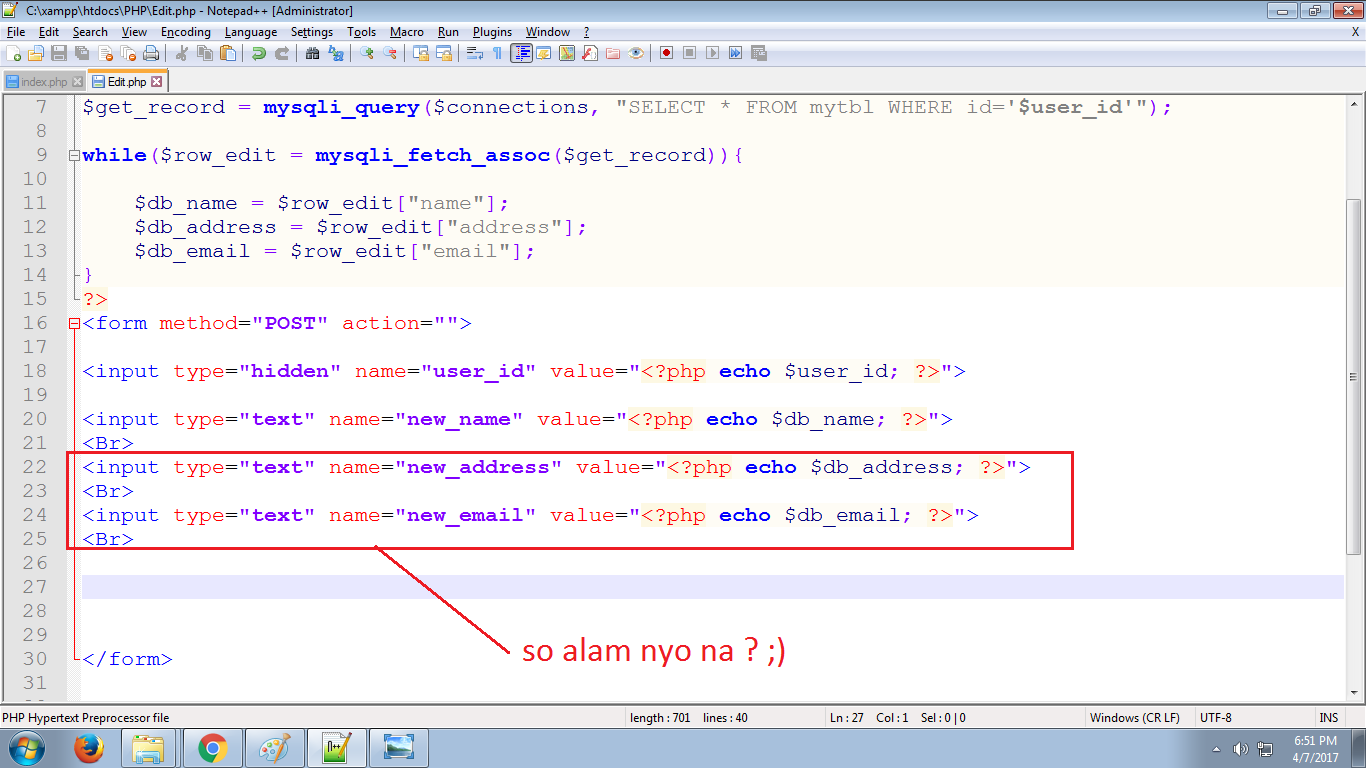 C:\xampp\htdocs\PHP\Edit.php - Notepad++ [Administrator]
File Edit Search View Encoding Language Settings Tools Macro Run Plugins Window ? X
index.php Edit.php
7 $get_record = mysqli_query($connections, "SELECT * FROM mytbl WHERE id='$user_id'");
8
9 while($row_edit = mysqli_fetch_assoc($get_record)){
10
11 $db_name = $row_edit["name"];
12 $db_address = $row_edit["address"];
13 $db_email = $row_edit["email"];
14 }
15 ?>
16 <form method="POST" action="">
17
18 <input type="hidden" name="user_id" value="<?php echo $user_id; ?>">
19
20 <input type="text" name="new_name" value="<?php echo $db_name; ?>">
21 <Br>
22 <input type="text" name="new_address" value="<?php echo $db_address; ?>">
23 <Br>
24 <input type="text" name="new_email" value="<?php echo $db_email; ?>">
25 <Br>
26
27
28
29
so alam nyo na ? ;)
30 </form>
31
PHP Hypertext Preprocessor file length : 701 lines : 40 Ln : 27 Col : 1 Sel : 0 | 0 Windows (CR LF) UTF-8 INS
6:51 PM
4/7/2017